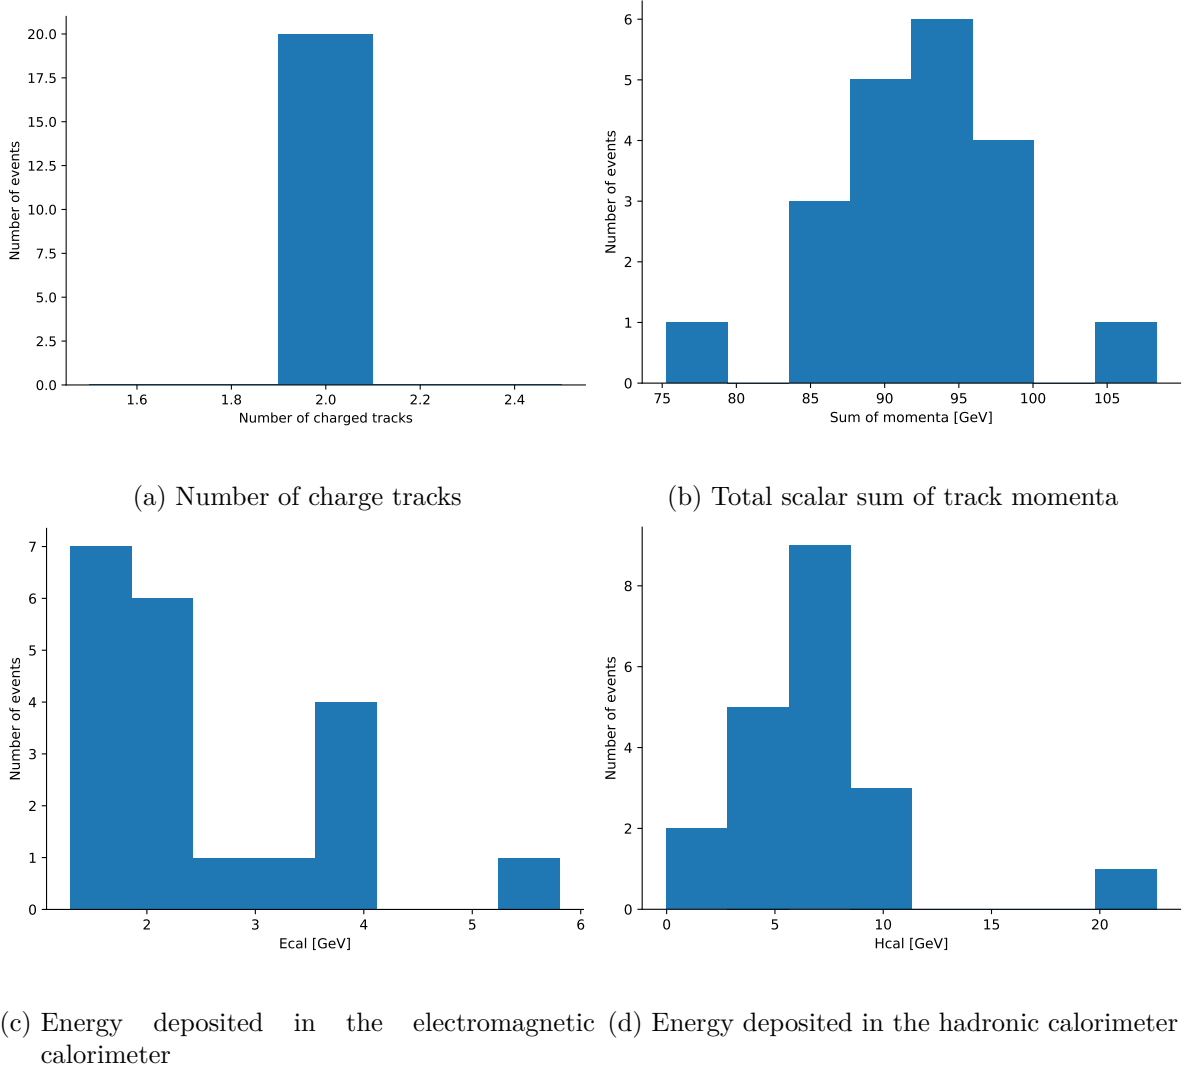 20.0
17.5
15.0
12.5
10.0
7.5
5.0
2.5
0.0
Number of events
1.6 1.8 2.0 2.2 2.4
Number of charged tracks
(a) Number of charge tracks
6
5
4
3
2
1
0
Number of events
75 80 85 90 95 100 105
Sum of momenta [GeV]
(b) Total scalar sum of track momenta
7
6
5
4
3
2
1
0
Number of events
2 3 4 5 6
Ecal [GeV]
(c) Energy deposited in the electromagnetic
calorimeter
8
6
4
2
0
Number of events
0 5 10 15 20
Hcal [GeV]
(d) Energy deposited in the hadronic calorimeter